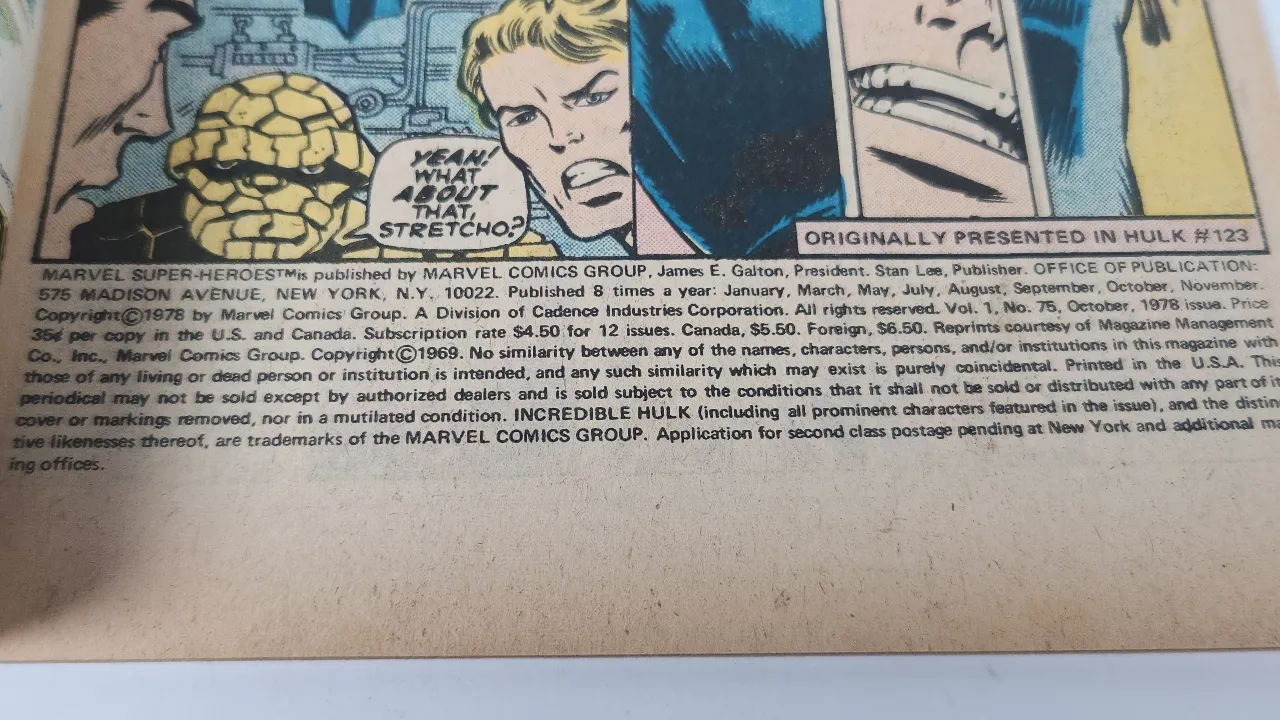 YEAH!
WHAT
ABOUT
THAT,
STRETCHO?
ORIGINALLY PRESENTED IN HULK #123
MARVEL SUPER-HEROES™is published by MARVEL COMICS GROUP, James E. Galton, President. Stan Lee, Publisher. OFFICE OF PUBLICATION:
575 MADISON AVENUE, NEW YORK, N.Y. 10022. Published 8 times a year: January, March, May, July, August, September, October, November.
Copyright©1978 by Marvel Comics Group. A Division of Cadence Industries Corporation. All rights reserved. Vol. 1, No. 75, October, 1978 issue. Price
35¢ per copy in the U.S. and Canada. Subscription rate $4.50 for 12 issues. Canada, $5.50. Foreign, $6.50. Reprints courtesy of Magazine Management
Co., Inc., Marvel Comics Group. Copyright©1969. No similarity between any of the names, characters, persons, and/or institutions in this magazine with
those of any living or dead person or institution is intended, and any such similarity which may exist is purely coincidental. Printed in the U.S.A. This
periodical may not be sold except by authorized dealers and is sold subject to the conditions that it shall not be sold or distributed with any part of it
cover or markings removed, nor in a mutilated condition. INCREDIBLE HULK (including all prominent characters featured in the issue), and the distin
tive likenesses thereof, are trademarks of the MARVEL COMICS GROUP. Application for second class postage pending at New York and additional ma
ing offices.